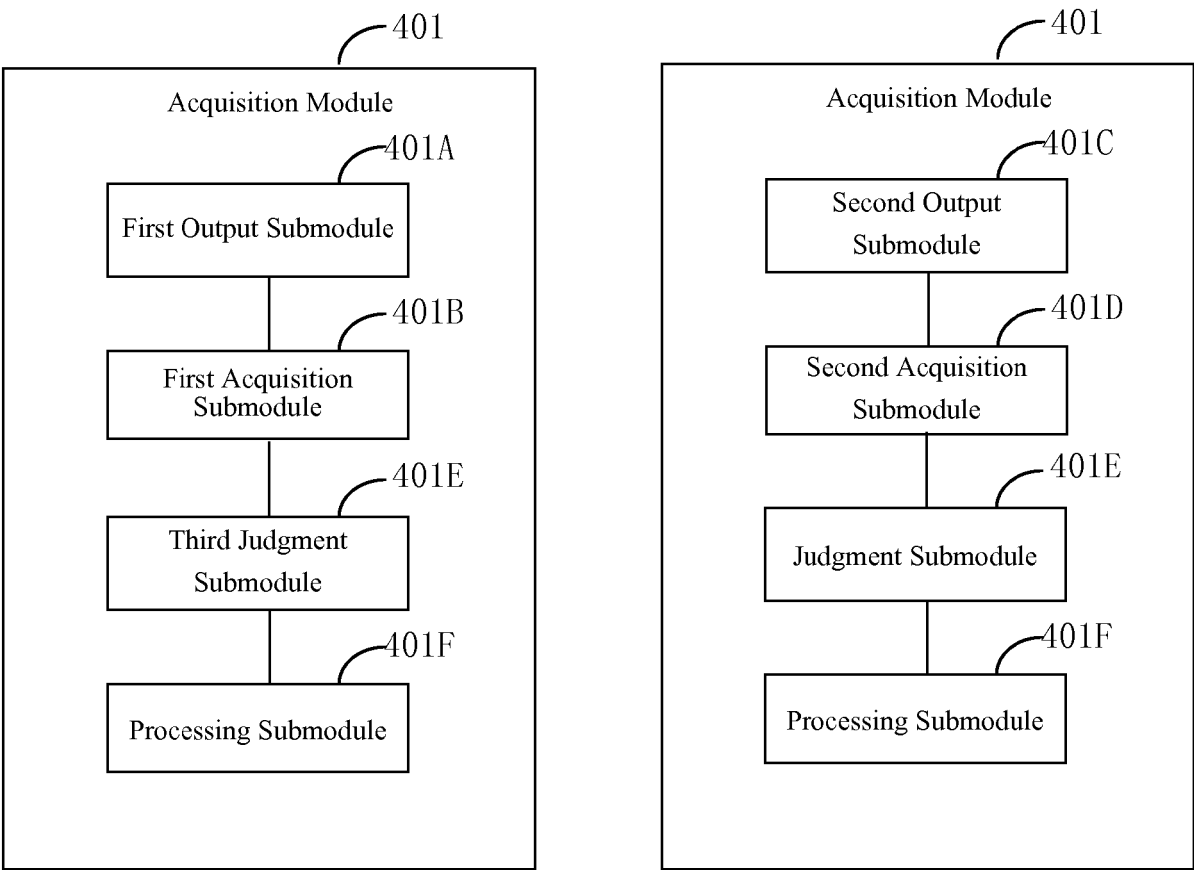 401
Acquisition Module
401A
First Output Submodule
401B
First Acquisition
Submodule
401E
Third Judgment
Submodule
401F
Processing Submodule
401
Acquisition Module
401C
Second Output
Submodule
401D
Second Acquisition
Submodule
401E
Judgment Submodule
401F
Processing Submodule